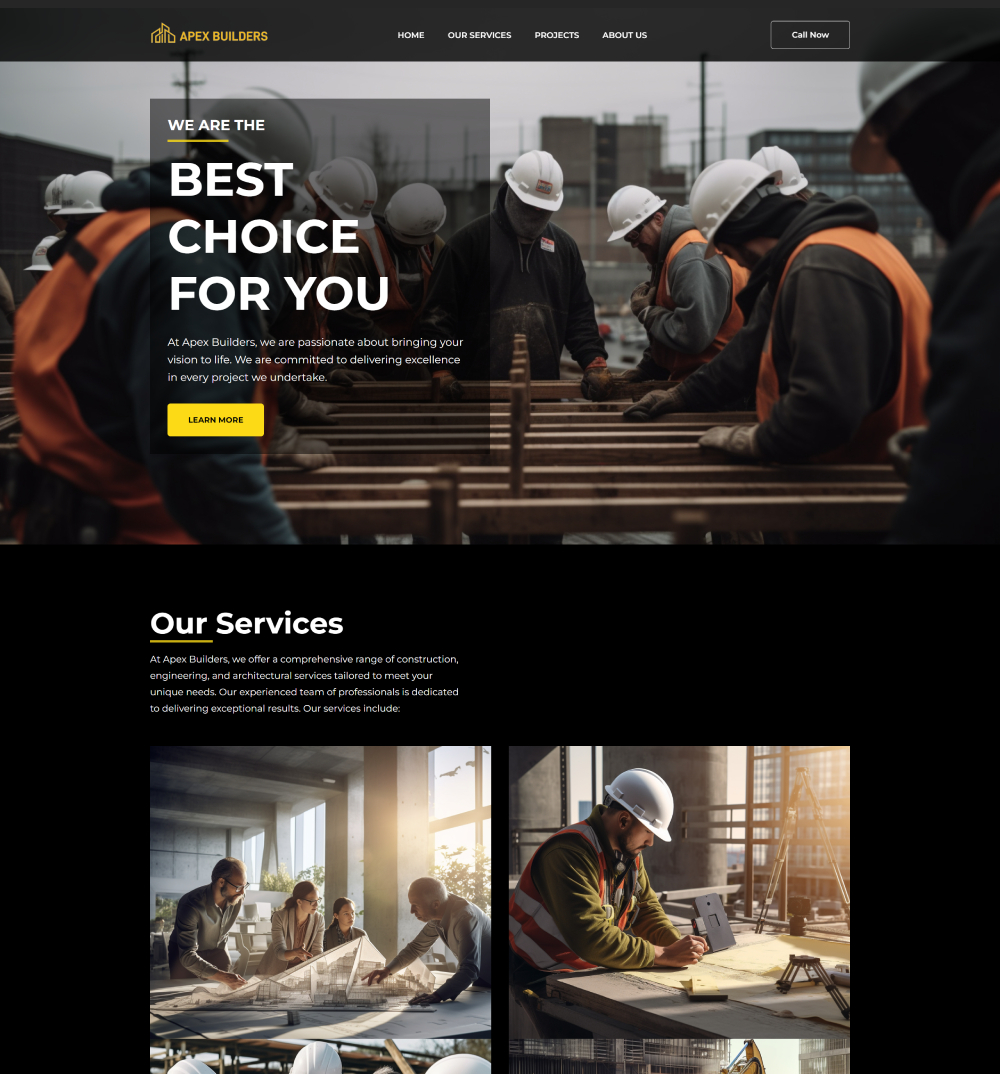 APEX BUILDERS
HOME
OUR SERVICES
PROJECTS
ABOUT US
Call Now
WE ARE THE
BEST
CHOICE
FOR YOU
At Apex Builders, we are passionate about bringing your
vision to life. We are committed to delivering excellence
in every project we undertake.
LEARN MORE
Our Services
At Apex Builders, we offer a comprehensive range of construction,
engineering, and architectural services tailored to meet your
unique needs. Our experienced team of professionals is dedicated
to delivering exceptional results. Our services include: